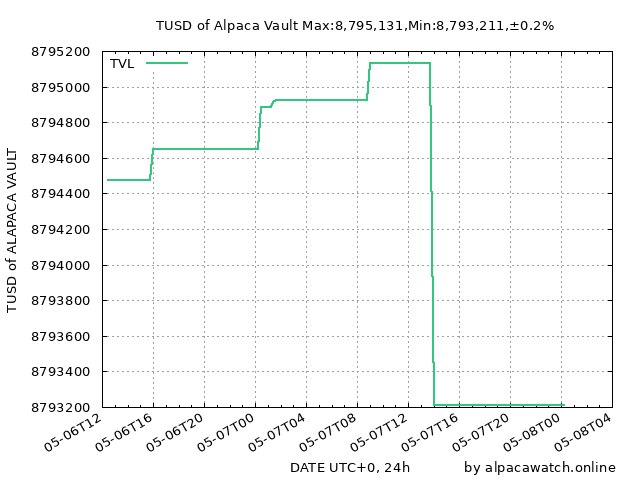 TUSD of Alpaca Vault Max:8,795,131,Min:8,793,211,±0.2%
TVL
TUSD of ALAPACA VAULT
8795200
8795000
8794800
8794600
8794400
8794200
8794000
8793800
8793600
8793400
8793200
05-06T12
05-06T16
05-06T20
05-07T00
05-07T04
05-07T08
05-07T12
05-07T16
05-07T20
05-08T00
05-08T04
DATE UTC+0, 24h
by alpacawatch.online